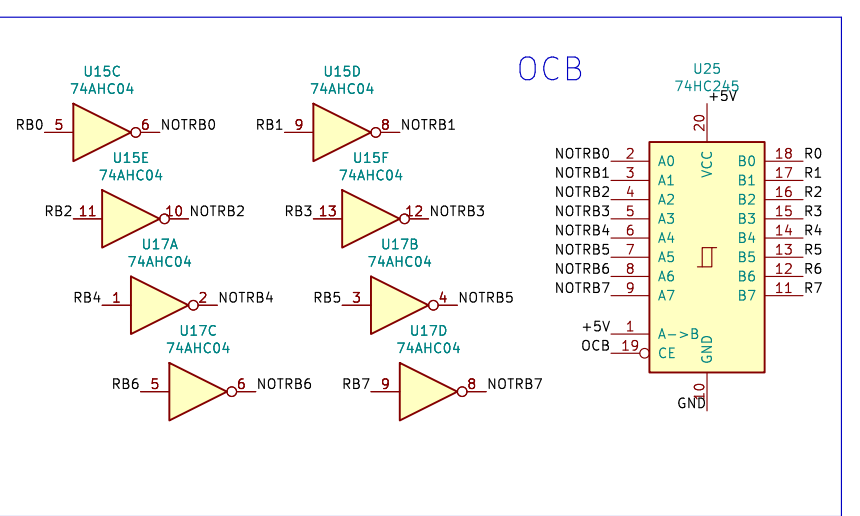 OCB
U15C
74AHC04
RB0 5 6 NOTRB0
U15D
74AHC04
RB1 9 8 NOTRB1
U15E
74AHC04
RB2 11 10 NOTRB2
U15F
74AHC04
RB3 13 12 NOTRB3
U17A
74AHC04
RB4 1 2 NOTRB4
U17B
74AHC04
RB5 3 4 NOTRB5
U17C
74AHC04
RB6 5 6 NOTRB6
U17D
74AHC04
RB7 9 8 NOTRB7
U25
74HC245
+5V
20
VCC
NOTRB0 2 A0 B0 18 R0
NOTRB1 3 A1 B1 17 R1
NOTRB2 4 A2 B2 16 R2
NOTRB3 5 A3 B3 15 R3
NOTRB4 6 A4 B4 14 R4
NOTRB5 7 A5 B5 13 R5
NOTRB6 8 A6 B6 12 R6
NOTRB7 9 A7 B7 11 R7
+5V 1 A->B
OCB 19 CE
GND
10
GND